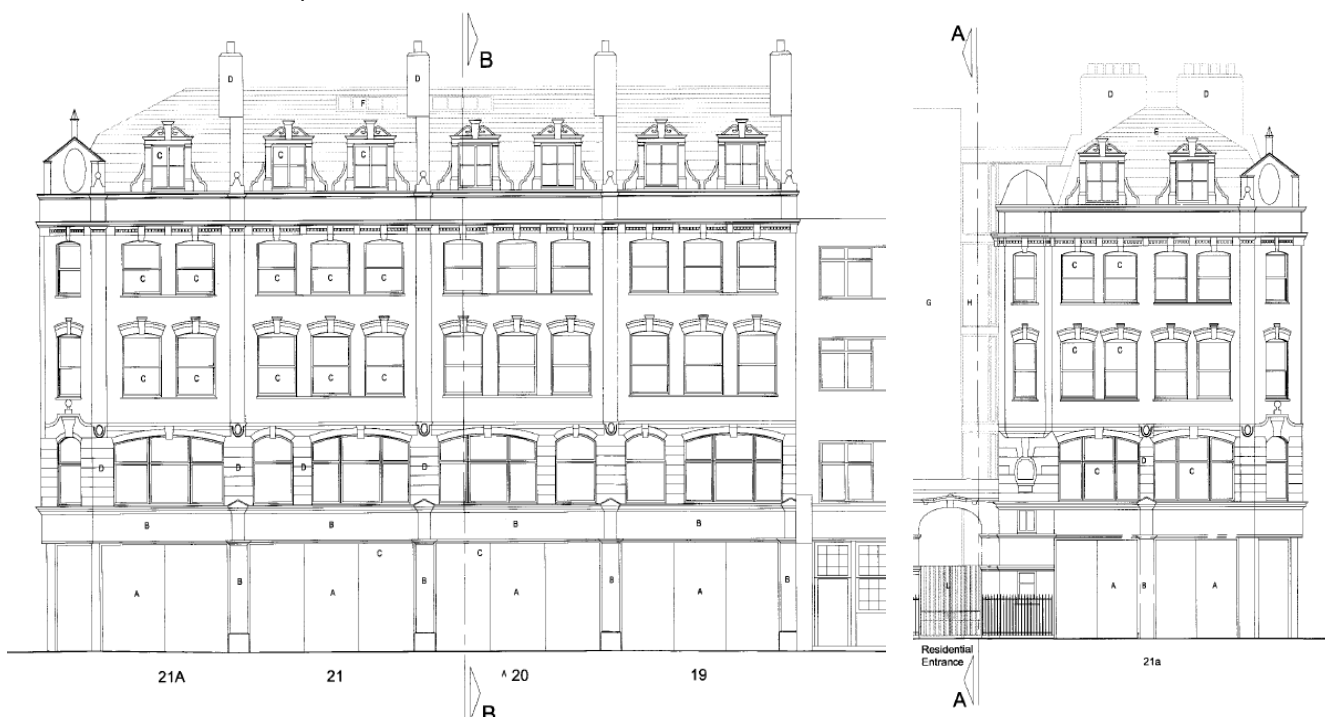 B
D D
F
C C C
C C C C C
C C C C C
D D D D
B B B B
C C
A B A B A B A B
21A 21 ^ 20 19
B
A
D D
E
C C
G H
C C
D
C C
L
A B A
Residential
Entrance
21a
A